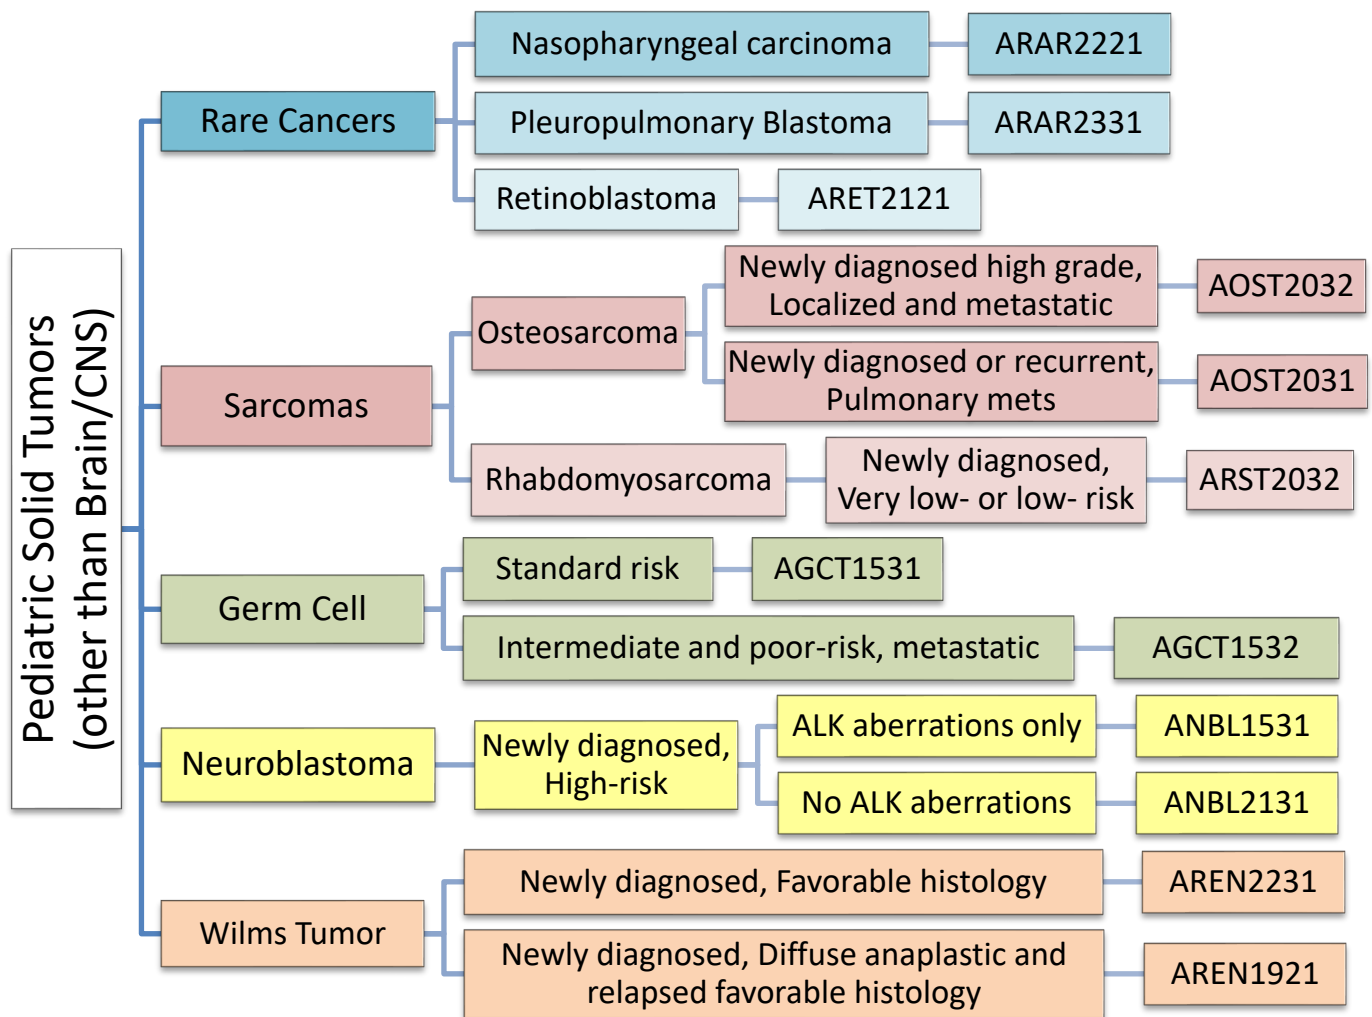 Pediatric Solid Tumors
(other than Brain/CNS)
Rare Cancers
Nasopharyngeal carcinoma
ARAR2221
Pleuropulmonary Blastoma
ARAR2331
Retinoblastoma
ARET2121
Sarcomas
Osteosarcoma
Newly diagnosed high grade,
Localized and metastatic
AOST2032
Newly diagnosed or recurrent,
Pulmonary mets
AOST2031
Rhabdomyosarcoma
Newly diagnosed,
Very low- or low- risk
ARST2032
Germ Cell
Standard risk
AGCT1531
Intermediate and poor-risk, metastatic
AGCT1532
Neuroblastoma
Newly diagnosed,
High-risk
ALK aberrations only
ANBL1531
No ALK aberrations
ANBL2131
Wilms Tumor
Newly diagnosed, Favorable histology
AREN2231
Newly diagnosed, Diffuse anaplastic and
relapsed favorable histology
AREN1921